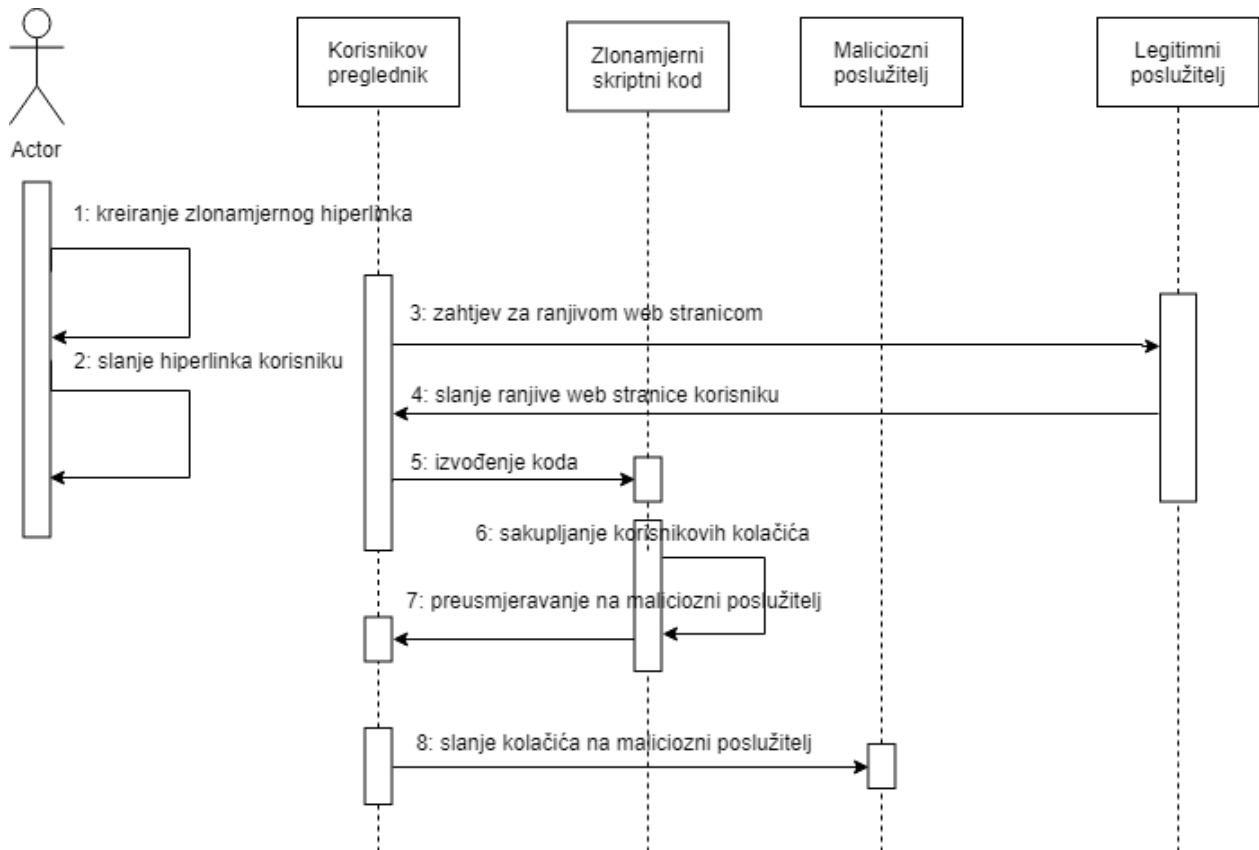 Korisnikov
preglednik
Zlonamjerni
skriptni kod
Maliciozni
poslužitelj
Legitimni
poslužitelj
Actor
1: kreiranje zlonamjernog hiperlinka
2: slanje hiperlinka korisniku
3: zahtjev za ranjivom web stranicom
4: slanje ranjive web stranice korisniku
5: izvođenje koda
6: sakupljanje korisnikovih kolačića
7: preusmjeravanje na maliciozni poslužitelj
8: slanje kolačića na maliciozni poslužitelj